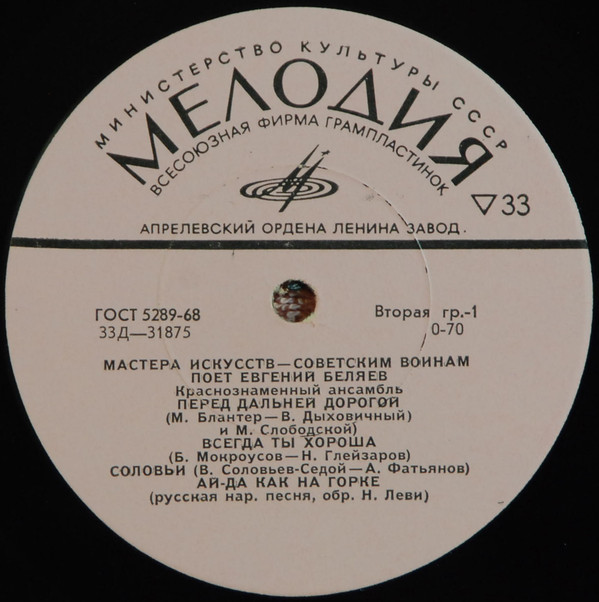 МИНИСТЕРСТВО КУЛЬТУРЫ СССР
МЕЛОДИЯ
ВСЕСОЮЗНАЯ ФИРМА ГРАМПЛАСТИНОК
▽33
АПРЕЛЕВСКИЙ ОРДЕНА ЛЕНИНА ЗАВОД.
ГОСТ 5289-68 Вторая гр.-1
33Д—31875 0-70
МАСТЕРА ИСКУССТВ—СОВЕТСКИМ ВОИНАМ
ПОЕТ ЕВГЕНИЙ БЕЛЯЕВ
Краснознаменный ансамбль
ПЕРЕД ДАЛЬНЕЙ ДОРОГОЙ
(М. Блантер—В. Дыховичный)
и М. Слободской)
ВСЕГДА ТЫ ХОРОША
(Б. Мокроусов—Н. Глейзаров)
СОЛОВЬИ (В. Соловьев-Седой—А. Фатьянов)
АЙ-ДА КАК НА ГОРКЕ
(русская нар. песня, обр. Н. Леви)